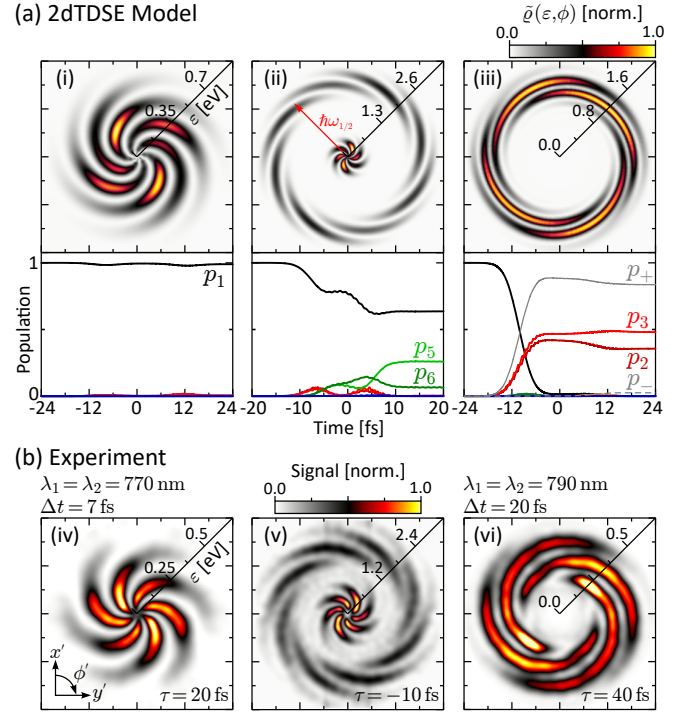 (a) 2dTDSE Model
ϱ̃(ε,ϕ) [norm.]
0.0 0.5 1.0
(i) 0.35 0.7 ε [eV]
(ii) ℏω1/2 1.3 2.6
(iii) 0.0 0.8 1.6
Population
1
0
p1
p5
p6
p+
p3
p2
p−
-24 -12 0 12 24
-20 -10 0 10 20
-24 -12 0 12 24
Time [fs]
(b) Experiment
Signal [norm.]
0.0 0.5 1.0
λ1 = λ2 = 770 nm
Δt = 7 fs
λ1 = λ2 = 790 nm
Δt = 20 fs
(iv) 0.25 0.5 ε [eV]
x′ ϕ′ y′
τ = 20 fs
(v) 1.2 2.4
τ = −10 fs
(vi) 0.0 0.5
τ = 40 fs